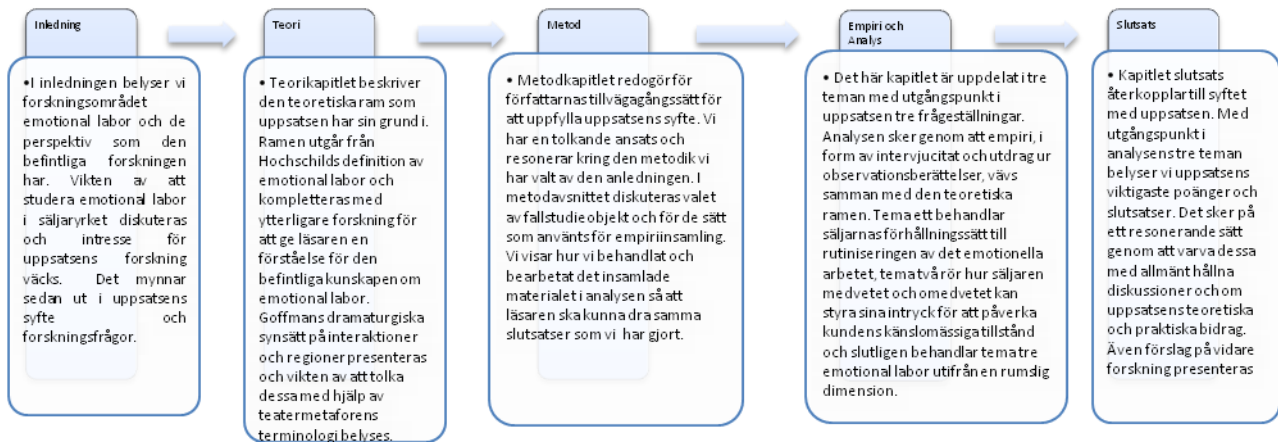 Inledning
•I inledningen belyser vi
forskningsområdet
emotional labor och de
perspektiv som den
befintliga forskningen
har. Vikten av att
studera emotional labor
i säljaryrket diskuteras
och intresse för
uppsatsens forskning
väcks. Det mynnar
sedan ut i uppsatsens
syfte och
forskningsfrågor.
Teori
• Teorikapitlet beskriver
den teoretiska ram som
uppsatsen har sin grund i.
Ramen utgår från
Hochschilds definition av
emotional labor och
kompletteras med
ytterligare forskning för
att ge läsaren en
förståelse för den
befintliga kunskapen om
emotional labor.
Goffmans dramaturgiska
synsätt på interaktioner
och regioner presenteras
och vikten av att tolka
dessa med hjälp av
teatermetaforens
terminologi belyses.
Metod
• Metodkapitlet redogör för
författarnas tillvägagångssätt för
att uppfylla uppsatsens syfte. Vi
har en tolkande ansats och
resonerar kring den metodik vi
har valt av den anledningen. I
metodavsnittet diskuteras valet
av fallstudieobjekt och för de sätt
som använts för empiriinsamling.
Vi visar hur vi behandlat och
bearbetat det insamlade
materialet i analysen så att
läsaren ska kunna dra samma
slutsatser som vi har gjort.
Empiri och
Analys
• Det här kapitlet är uppdelat i tre
teman med utgångspunkt i
uppsatsen tre frågeställningar.
Analysen sker genom att empiri, i
form av intervjucitat och utdrag ur
observationsberättelser, vävs
samman med den teoretiska
ramen. Tema ett behandlar
säljarnas förhållningssätt till
rutiniseringen av det emotionella
arbetet, tema två rör hur säljaren
medvetet och omedvetet kan
styra sina intryck för att påverka
kundens känslomässiga tillstånd
och slutligen behandlar tema tre
emotional labor utifrån en rumslig
dimension.
Slutsats
• Kapitlet slutsats
återkopplar till syftet
med uppsatsen. Med
utgångspunkt i
analysens tre teman
belyser vi uppsatsens
viktigaste poänger och
slutsatser. Det sker på
ett resonerande sätt
genom att varva dessa
med allmänt hållna
diskussioner och om
uppsatsens teoretiska
och praktiska bidrag.
Även förslag på vidare
forskning presenteras